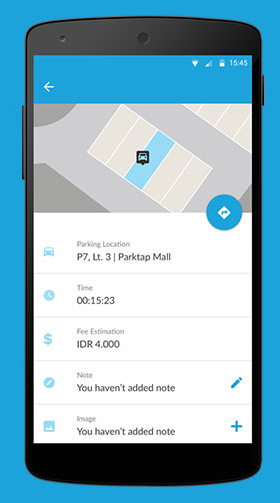 15:45
Parking Location
P7, Lt. 3 | Parktap Mall
Time
00:15:23
Fee Estimation
IDR 4.000
Note
You haven't added note
Image
You haven't added note